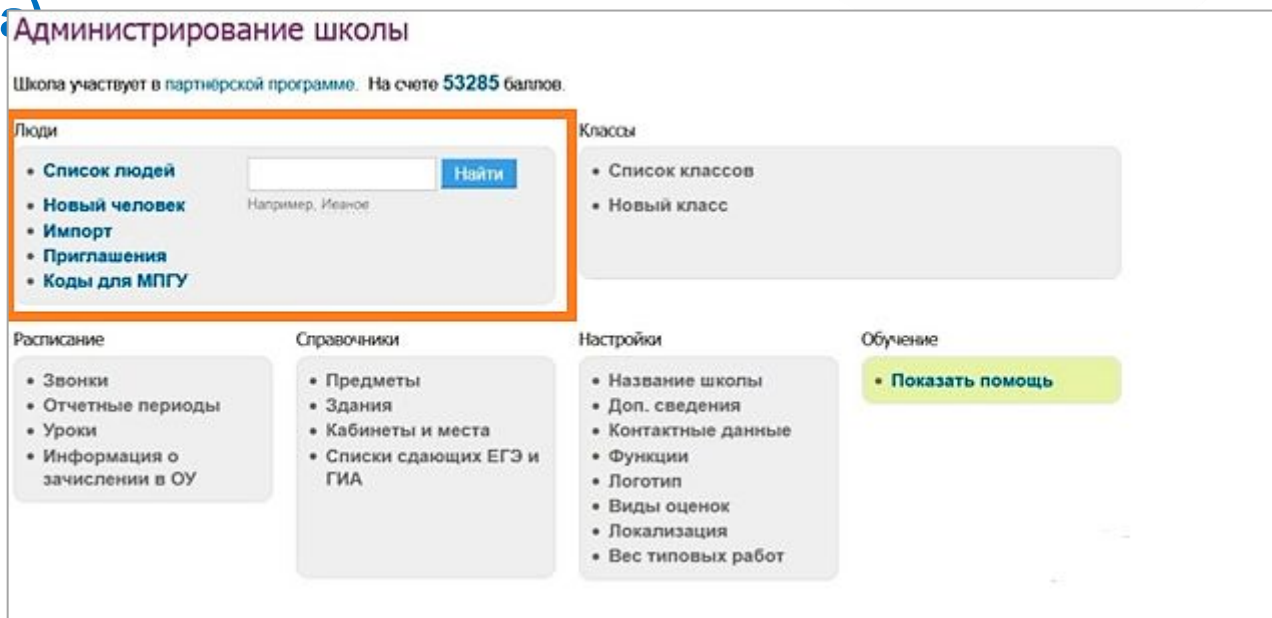 а)
Администрирование школы
Школа участвует в партнёрской программе. На счете 53285 баллов.
Люди
• Список людей
Найти
• Новый человек
Например, Иванов
• Импорт
• Приглашения
• Коды для МПГУ
Классы
• Список классов
• Новый класс
Расписание
• Звонки
• Отчетные периоды
• Уроки
• Информация о
зачислении в ОУ
Справочники
• Предметы
• Здания
• Кабинеты и места
• Списки сдающих ЕГЭ и
ГИА
Настройки
• Название школы
• Доп. сведения
• Контактные данные
• Функции
• Логотип
• Виды оценок
• Локализация
• Вес типовых работ
Обучение
• Показать помощь